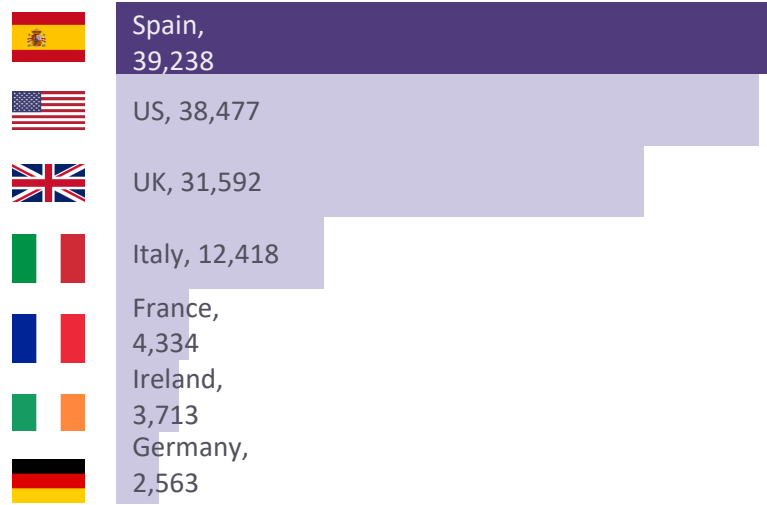 Spain,
39,238
US, 38,477
UK, 31,592
Italy, 12,418
France,
4,334
Ireland,
3,713
Germany,
2,563